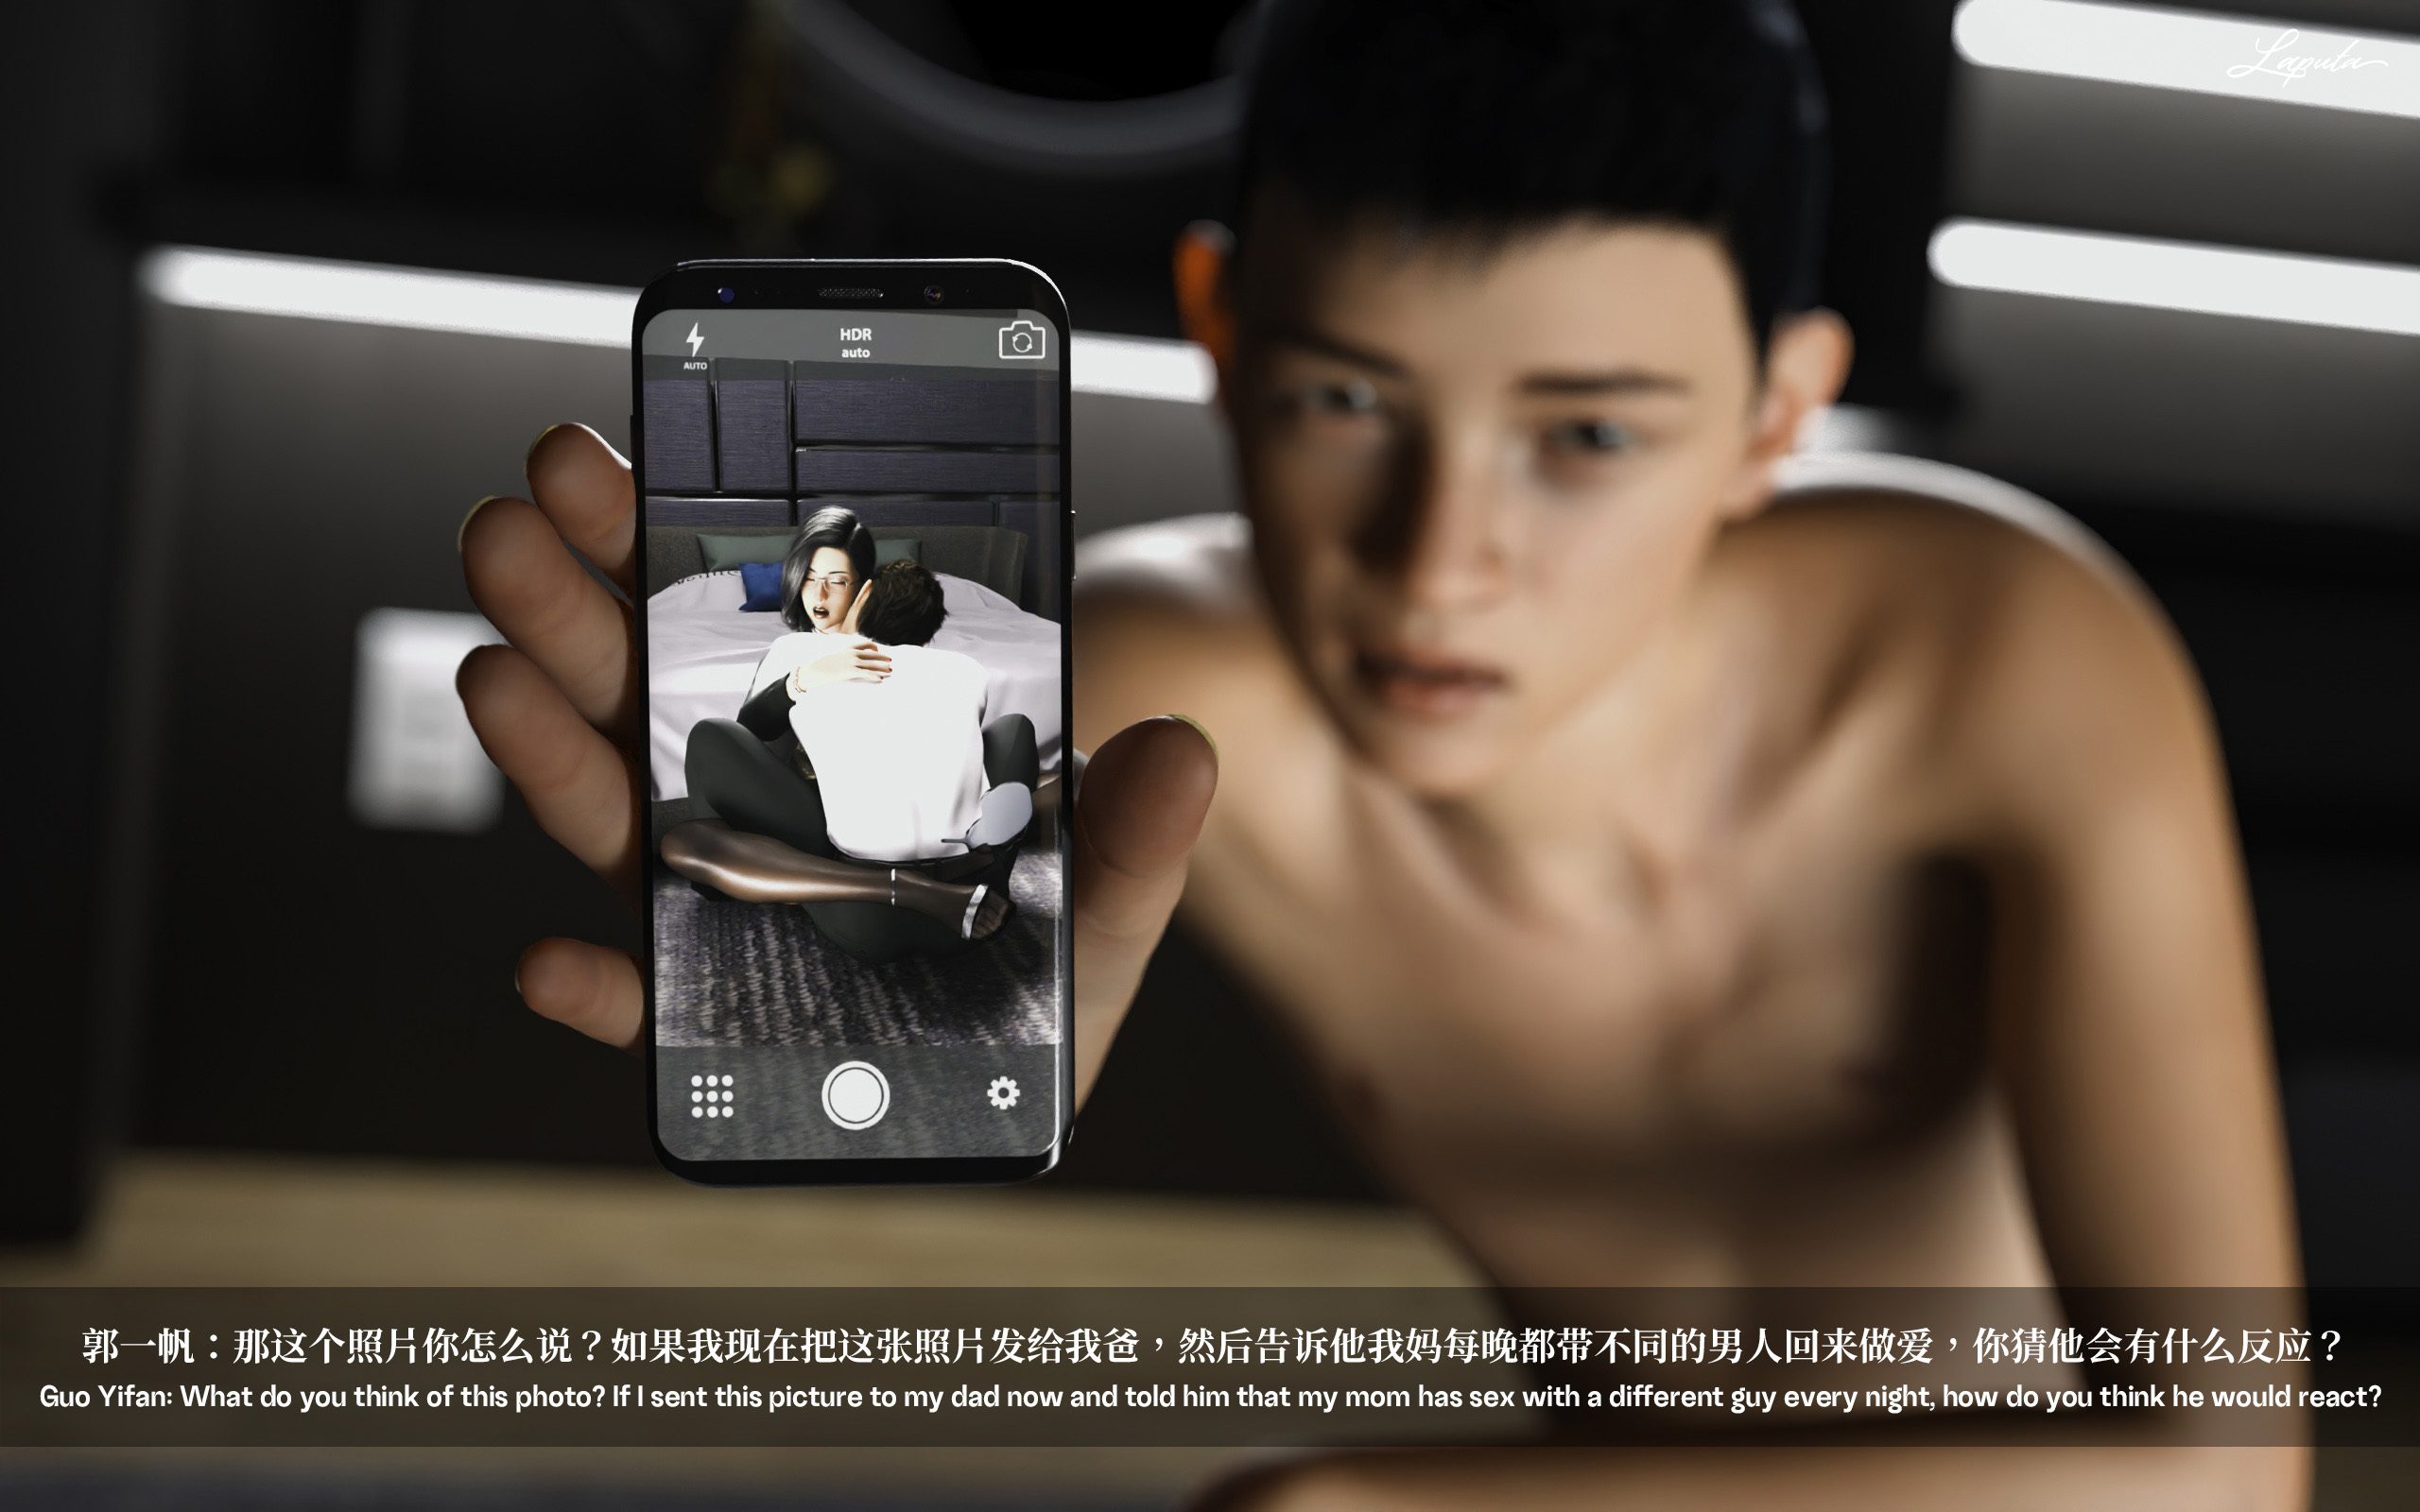 Laputa
HDR
auto
AUTO
郭一帆：那这个照片你怎么说？如果我现在把这张照片发给我爸，然后告诉他我妈每晚都带不同的男人回来做爱，你猜他会有什么反应？
Guo Yifan: What do you think of this photo? If I sent this picture to my dad now and told him that my mom has sex with a different guy every night, how do you think he would react?